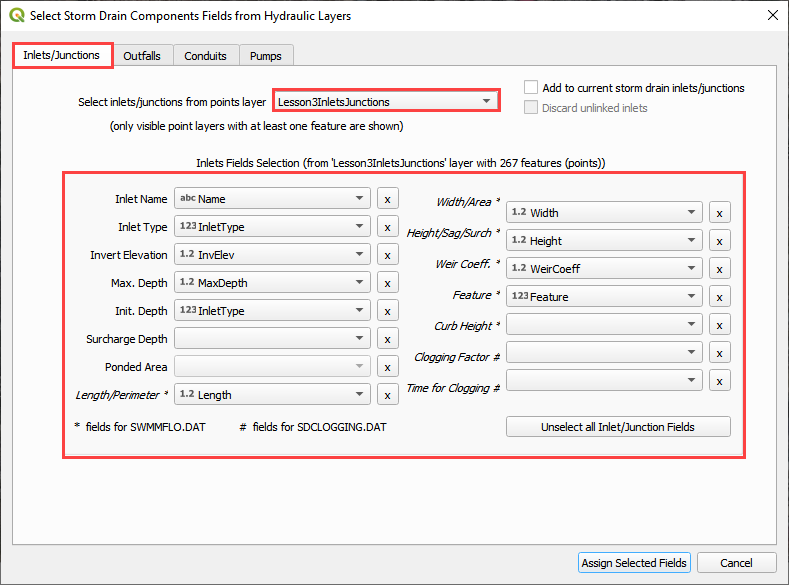 Select Storm Drain Components Fields from Hydraulic Layers
Inlets/Junctions Outfalls Conduits Pumps
Select inlets/junctions from points layer Lesson3InletsJunctions
(only visible point layers with at least one feature are shown)
Add to current storm drain inlets/junctions
Discard unlinked inlets
Inlets Fields Selection (from 'Lesson3InletsJunctions' layer with 267 features (points))
Inlet Name abc Name x
Inlet Type 123 InletType x
Invert Elevation 1.2 InvElev x
Max. Depth 1.2 MaxDepth x
Init. Depth 123 InletType x
Surcharge Depth x
Ponded Area x
Length/Perimeter * 1.2 Length x
Width/Area * 1.2 Width x
Height/Sag/Surch * 1.2 Height x
Weir Coeff. * 1.2 WeirCoeff x
Feature * 123 Feature x
Curb Height * x
Clogging Factor # x
Time for Clogging # x
* fields for SWMMFLO.DAT # fields for SDCLOGGING.DAT
Unselect all Inlet/Junction Fields
Assign Selected Fields Cancel